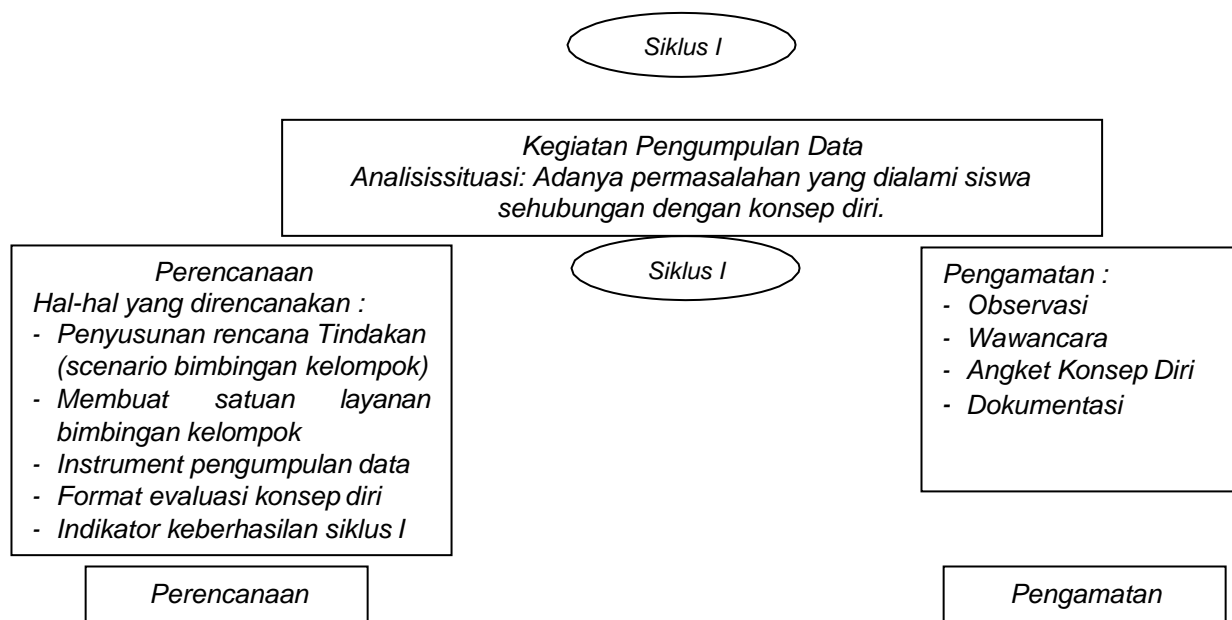 Siklus I
Kegiatan Pengumpulan Data
Analisissituasi: Adanya permasalahan yang dialami siswa
sehubungan dengan konsep diri.
Siklus I
Perencanaan
Hal-hal yang direncanakan :
- Penyusunan rencana Tindakan
(scenario bimbingan kelompok)
- Membuat satuan layanan
bimbingan kelompok
- Instrument pengumpulan data
- Format evaluasi konsep diri
- Indikator keberhasilan siklus I
Pengamatan :
- Observasi
- Wawancara
- Angket Konsep Diri
- Dokumentasi
Perencanaan
Pengamatan